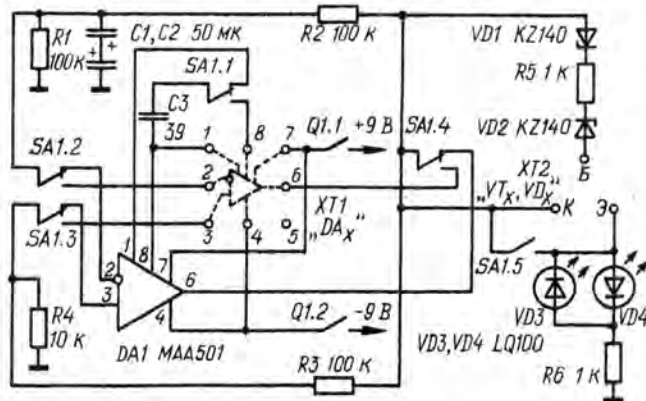 R1
100к
C1, C2 50 мк
R2 100 к
VD1 KZ140
R5 1 к
VD2 KZ140
Б
SA1.1
C3
39
1
8
7
Q1.1
+9 В
SA1.4
SA1.2
2
6
XT1
„DAх"
3
4
5
SA1.3
XT2
„VTх, VDх"
К
Э
SA1.5
1
8
7
2
3
6
4
Q1.2
-9 В
R4
10 к
DA1 MAA501
R3 100 к
VD3
VD4
VD3, VD4 LQ100
R6 1 к